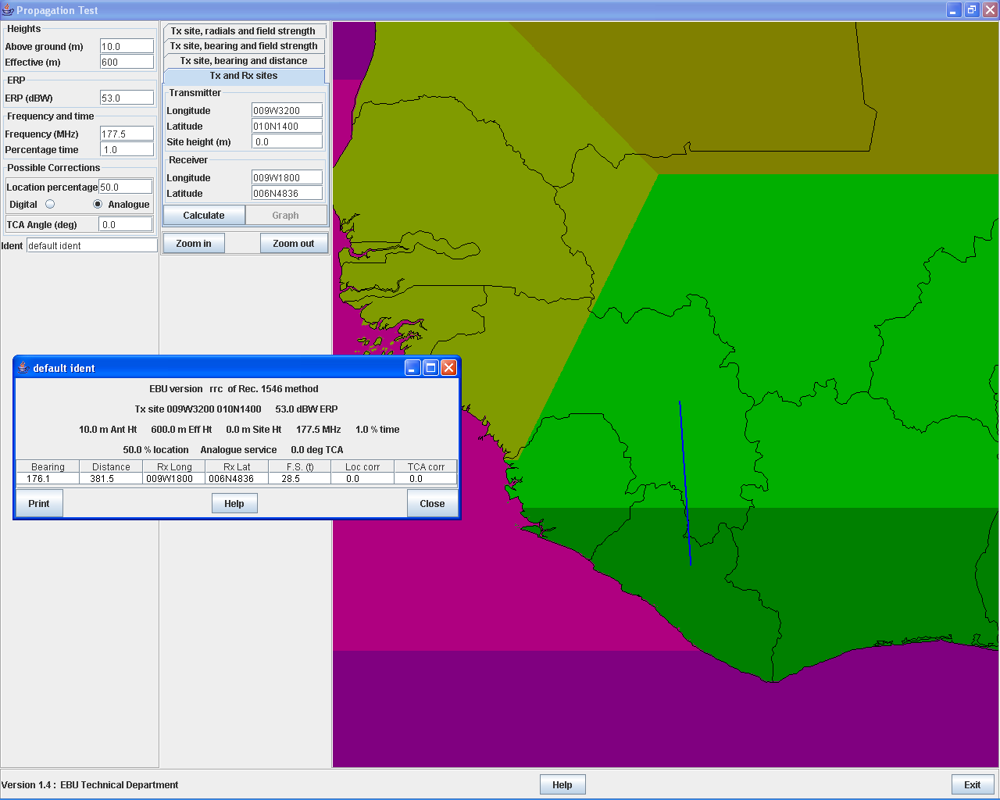 Propagation Test
Heights
Above ground (m) 10.0
Effective (m) 600
ERP
ERP (dBW) 53.0
Frequency and time
Frequency (MHz) 177.5
Percentage time 1.0
Possible Corrections
Location percentage 50.0
Digital Analogue
TCA Angle (deg) 0.0
Ident default ident
Tx site, radials and field strength
Tx site, bearing and field strength
Tx site, bearing and distance
Tx and Rx sites
Transmitter
Longitude 009W3200
Latitude 010N1400
Site height (m) 0.0
Receiver
Longitude 009W1800
Latitude 006N4836
Calculate Graph
Zoom in Zoom out
default ident
EBU version rrc of Rec. 1546 method
Tx site 009W3200 010N1400 53.0 dBW ERP
10.0 m Ant Ht 600.0 m Eff Ht 0.0 m Site Ht 177.5 MHz 1.0 % time
50.0 % location Analogue service 0.0 deg TCA
Bearing Distance Rx Long Rx Lat F.S. (t) Loc corr TCA corr
176.1 381.5 009W1800 006N4836 28.5 0.0 0.0
Print Help Close
Version 1.4 : EBU Technical Department Help Exit